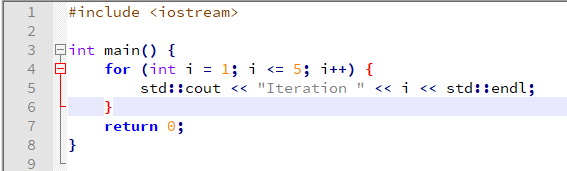 1 #include <iostream>
2
3 int main() {
4     for (int i = 1; i <= 5; i++) {
5         std::cout << "Iteration " << i << std::endl;
6     }
7     return 0;
8 }
9